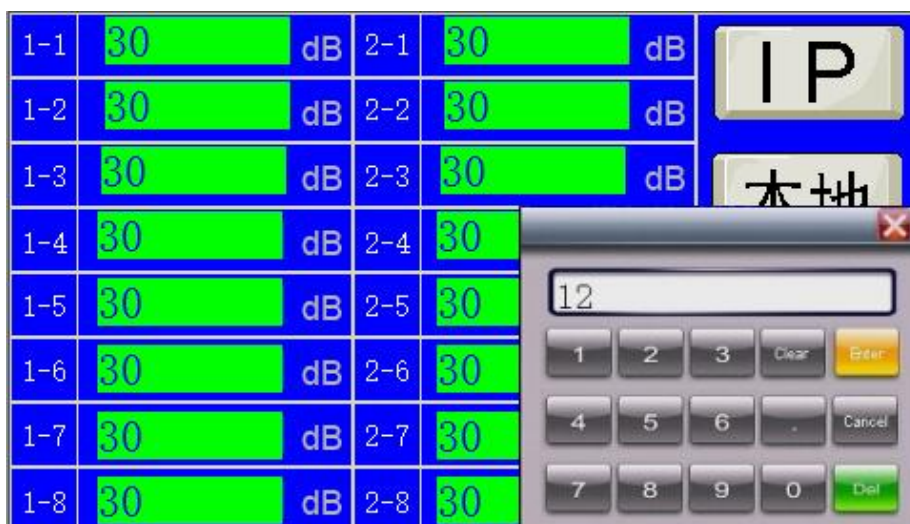 1-1 30 dB 2-1 30 dB IP
1-2 30 dB 2-2 30 dB
1-3 30 dB 2-3 30 dB 本地
1-4 30 dB 2-4 30
1-5 30 dB 2-5 30
1-6 30 dB 2-6 30
1-7 30 dB 2-7 30
1-8 30 dB 2-8 30
12
1 2 3 Clear Enter
4 5 6 . Cancel
7 8 9 0 Del